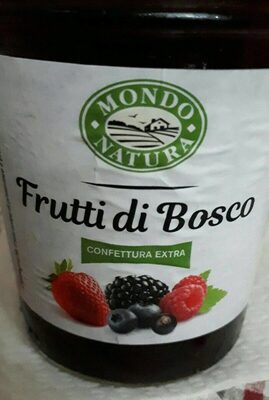 MONDO
NATURA
Frutti di Bosco
CONFETTURA EXTRA